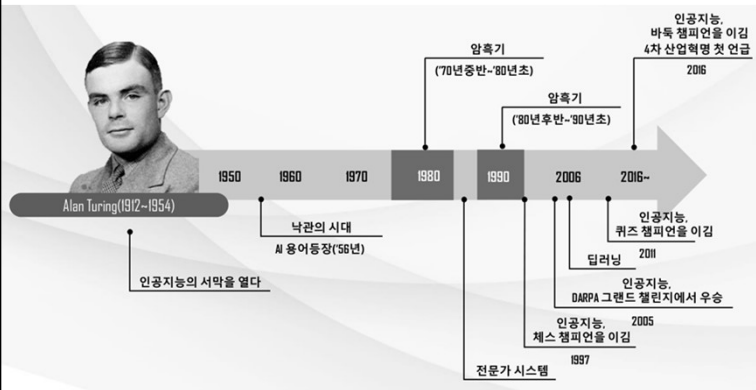 인공지능,
바둑 챔피언을 이김
4차 산업혁명 첫 언급
2016
암흑기
('70년중반~'80년초)
암흑기
('80년후반~'90년초)
1950
1960
1970
1980
1990
2006
2016~
Alan Turing(1912~1954)
낙관의 시대
AI 용어등장('56년)
인공지능의 서막을 열다
인공지능,
퀴즈 챔피언을 이김
2011
딥러닝
인공지능,
DARPA 그랜드 챌린지에서 우승
2005
인공지능,
체스 챔피언을 이김
1997
전문가 시스템